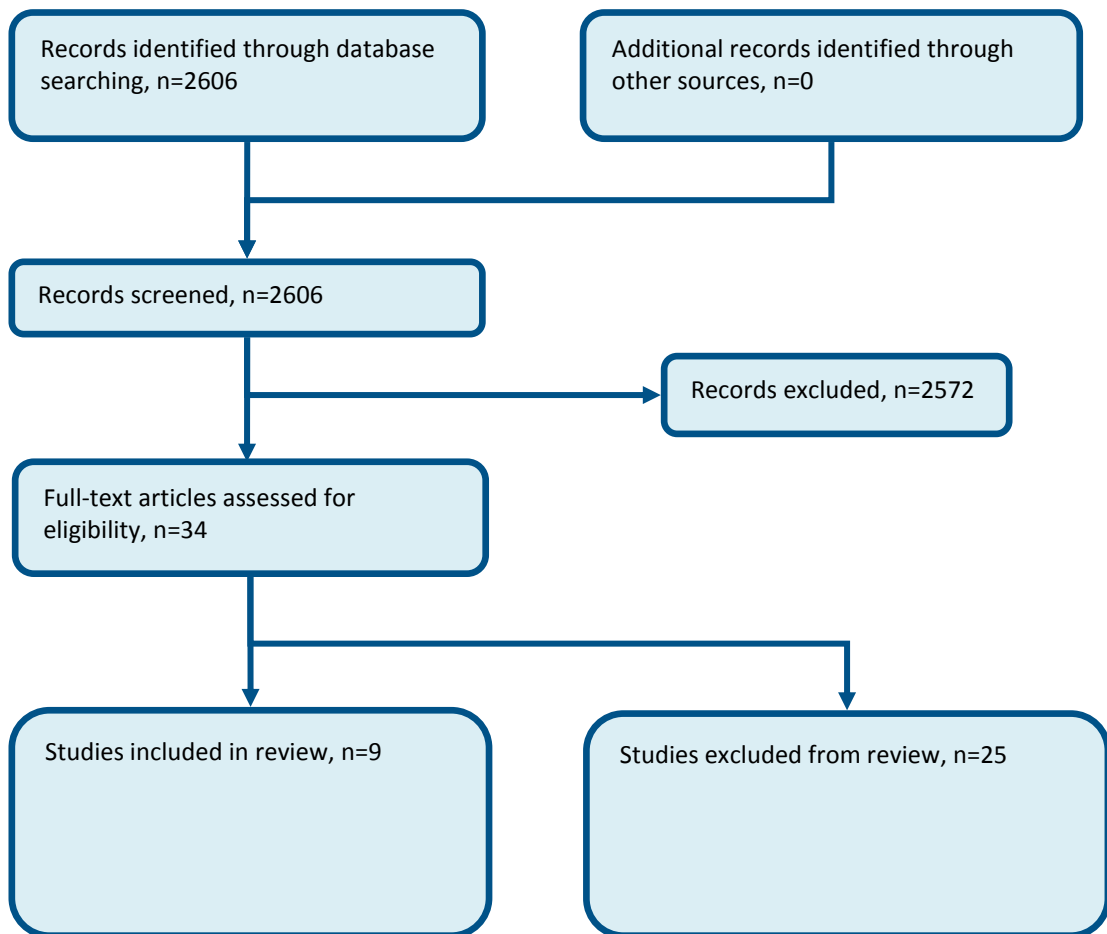 Records identified through database
searching, n=2606
Additional records identified through
other sources, n=0
Records screened, n=2606
Records excluded, n=2572
Full-text articles assessed for
eligibility, n=34
Studies included in review, n=9
Studies excluded from review, n=25